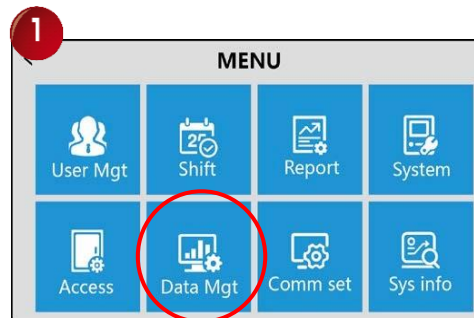 1
MENU
User Mgt
Shift
Report
System
Access
Data Mgt
Comm set
Sys info